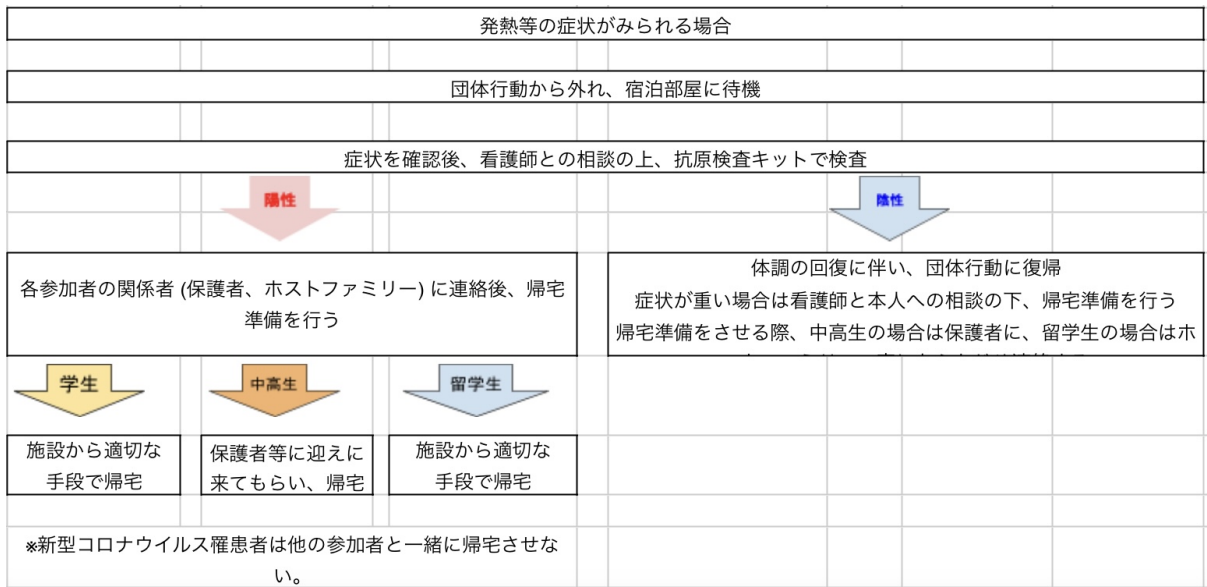 発熱等の症状がみられる場合
団体行動から外れ、宿泊部屋に待機
症状を確認後、看護師との相談の上、抗原検査キットで検査
陽性
陰性
各参加者の関係者 (保護者、ホストファミリー) に連絡後、帰宅
準備を行う
体調の回復に伴い、団体行動に復帰
症状が重い場合は看護師と本人への相談の下、帰宅準備を行う
帰宅準備をさせる際、中高生の場合は保護者に、留学生の場合はホ
学生
中高生
留学生
施設から適切な
手段で帰宅
保護者等に迎えに
来てもらい、帰宅
施設から適切な
手段で帰宅
※新型コロナウイルス罹患者は他の参加者と一緒に帰宅させな
い。